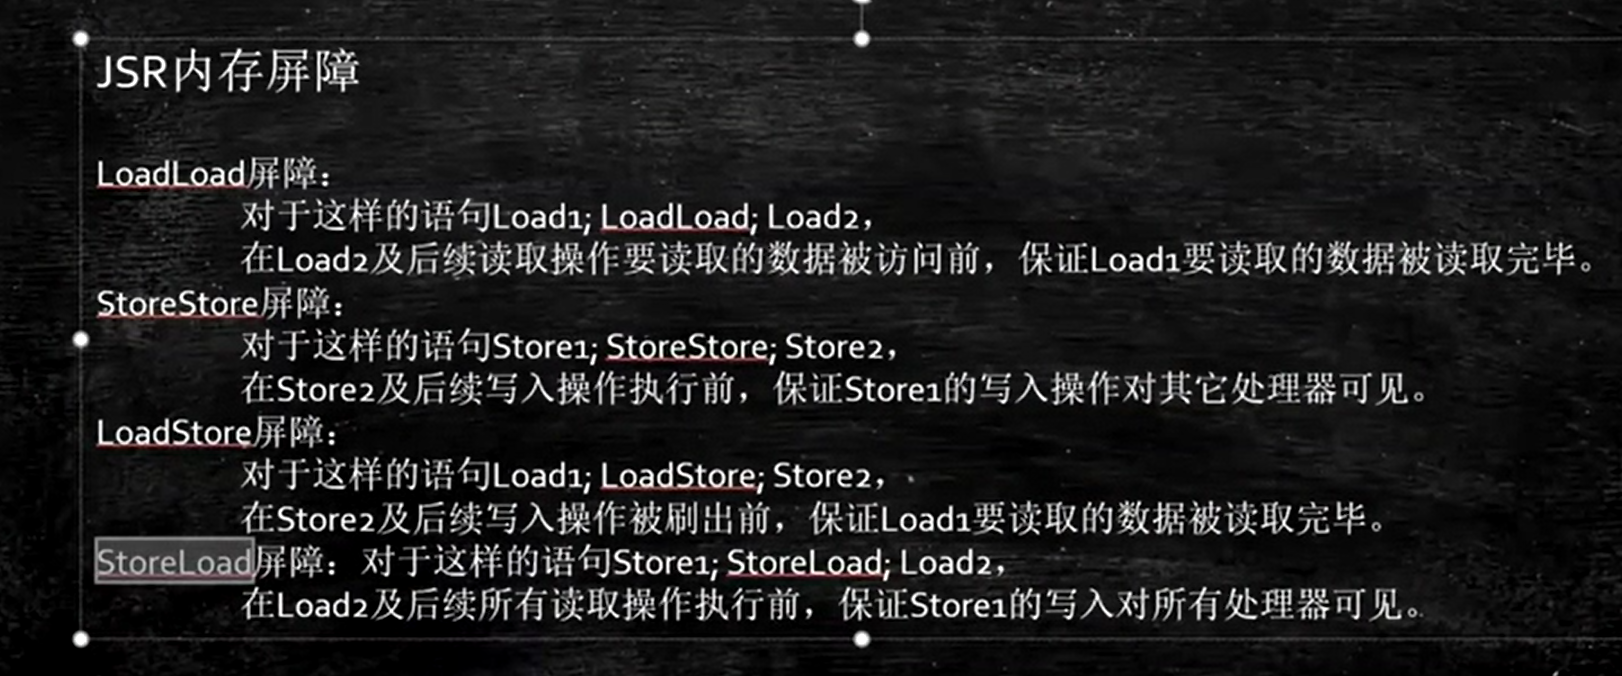 JSR内存屏障
LoadLoad屏障：
对于这样的语句Load1; LoadLoad; Load2，
在Load2及后续读取操作要读取的数据被访问前，保证Load1要读取的数据被读取完毕。
StoreStore屏障：
对于这样的语句Store1; StoreStore; Store2，
在Store2及后续写入操作执行前，保证Store1的写入操作对其它处理器可见。
LoadStore屏障：
对于这样的语句Load1; LoadStore; Store2，
在Store2及后续写入操作被刷出前，保证Load1要读取的数据被读取完毕。
StoreLoad屏障：对于这样的语句Store1; StoreLoad; Load2，
在Load2及后续所有读取操作执行前，保证Store1的写入对所有处理器可见。